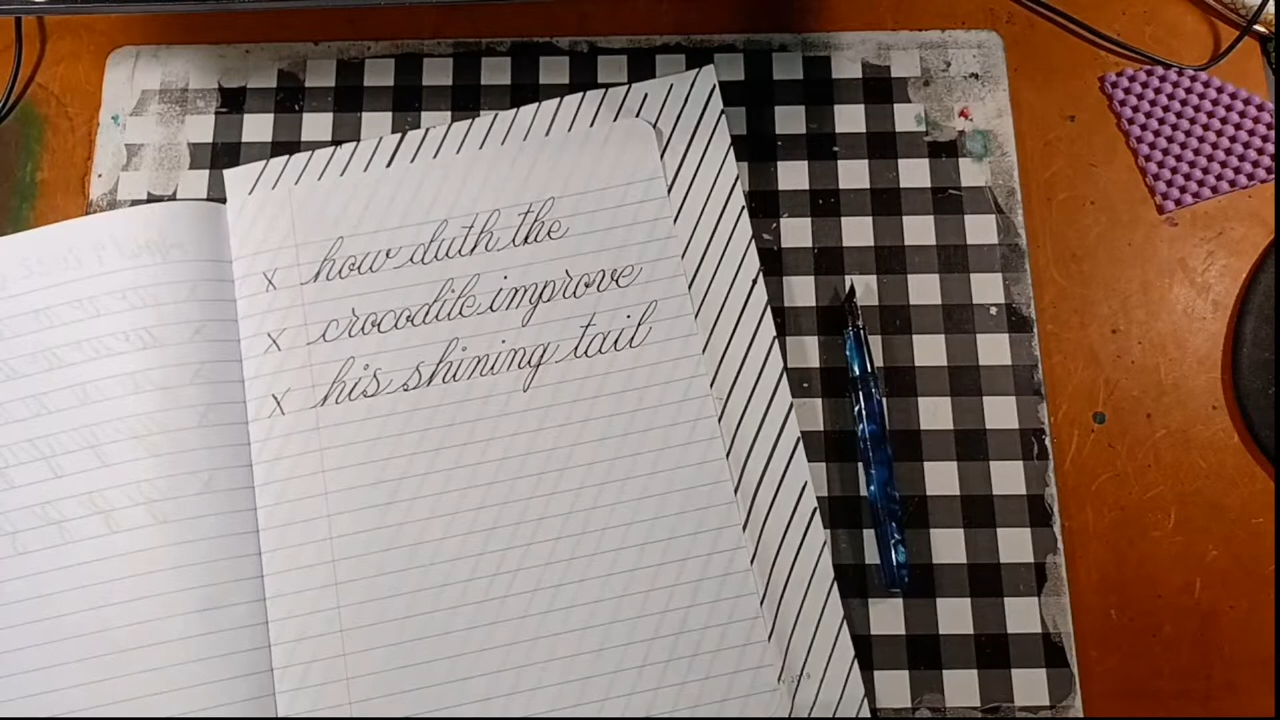 x how duth the
x crocodile improve
x his shining tail